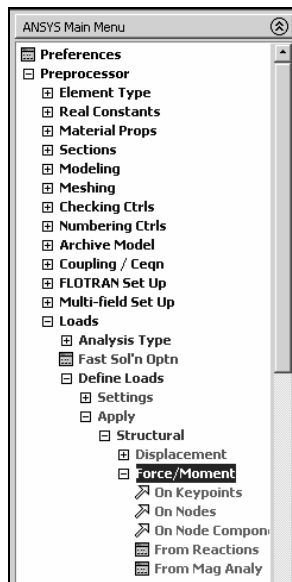 ANSYS Main Menu
Preferences
Preprocessor
Element Type
Real Constants
Material Props
Sections
Modeling
Meshing
Checking Ctrls
Numbering Ctrls
Archive Model
Coupling / Ceqn
FLOTRAN Set Up
Multi-field Set Up
Loads
Analysis Type
Fast Sol'n Optn
Define Loads
Settings
Apply
Structural
Displacement
Force/Moment
On Keypoints
On Nodes
On Node Compon
From Reactions
From Mag Analy